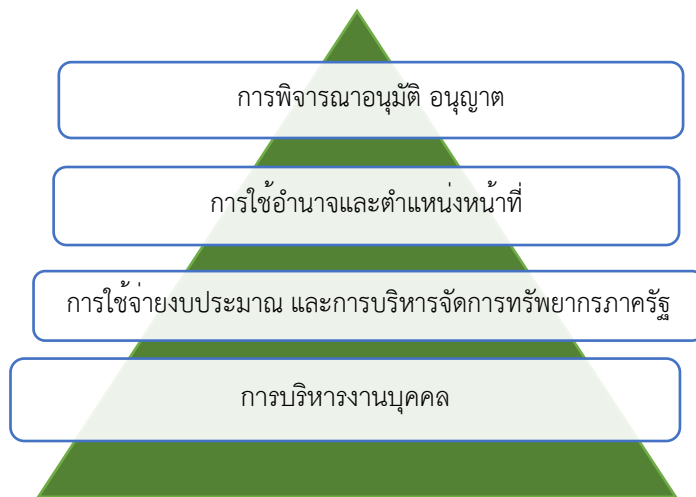 การพิจารณาอนุมัติ อนุญาต
การใช้อำนาจและตำแหน่งหน้าที่
การใช้จ่ายงบประมาณ และการบริหารจัดการทรัพยากรภาครัฐ
การบริหารงานบุคคล